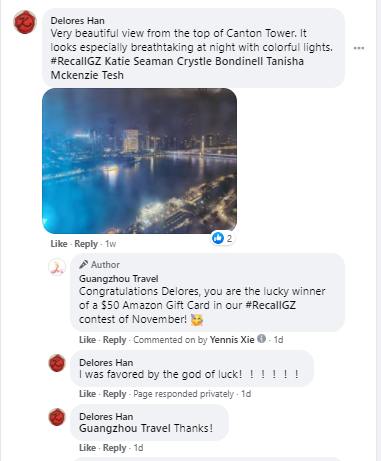 Delores Han
Very beautiful view from the top of Canton Tower. It
looks especially breathtaking at night with colorful lights.
#RecallGZ Katie Seaman Crystle Bondinell Tanisha
Mckenzie Tesh
Like · Reply · 1w
2
Author
Guangzhou Travel
Congratulations Delores, you are the lucky winner
of a $50 Amazon Gift Card in our #RecallGZ
contest of November! 🥳
Like · Reply · Commented on by Yennis Xie · 1d
Delores Han
I was favored by the god of luck！！！！！！
Like · Reply · Page responded privately · 1d
Delores Han
Guangzhou Travel Thanks!
Like · Reply · 1d